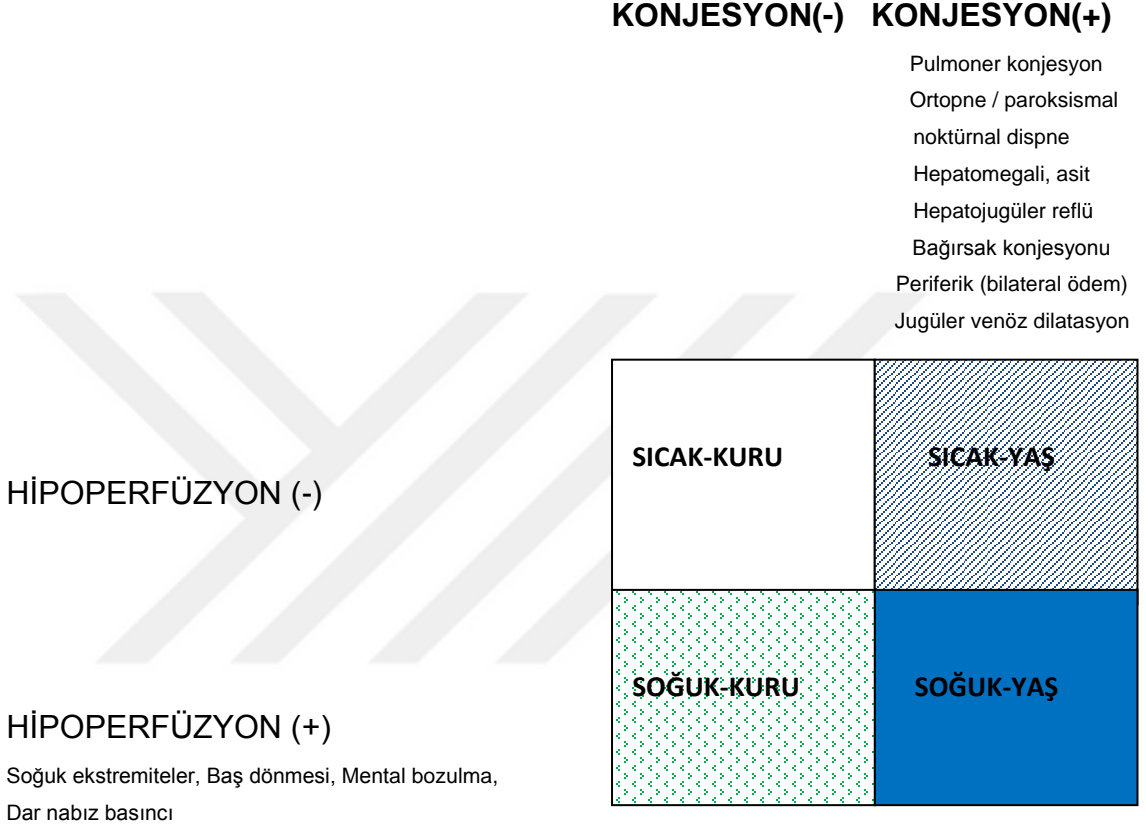 KONJESYON(-) KONJESYON(+)
Pulmoner konjesyon
Ortopne / paroksismal
noktürnal dispne
Hepatomegali, asit
Hepatojugüler reflü
Bağırsak konjesyonu
Periferik (bilateral ödem)
Jugüler venöz dilatasyon
SICAK-KURU SICAK-YAŞ
HİPOPERFÜZYON (-)
SOĞUK-KURU SOĞUK-YAŞ
HİPOPERFÜZYON (+)
Soğuk ekstremiteler, Baş dönmesi, Mental bozulma,
Dar nabız basıncı